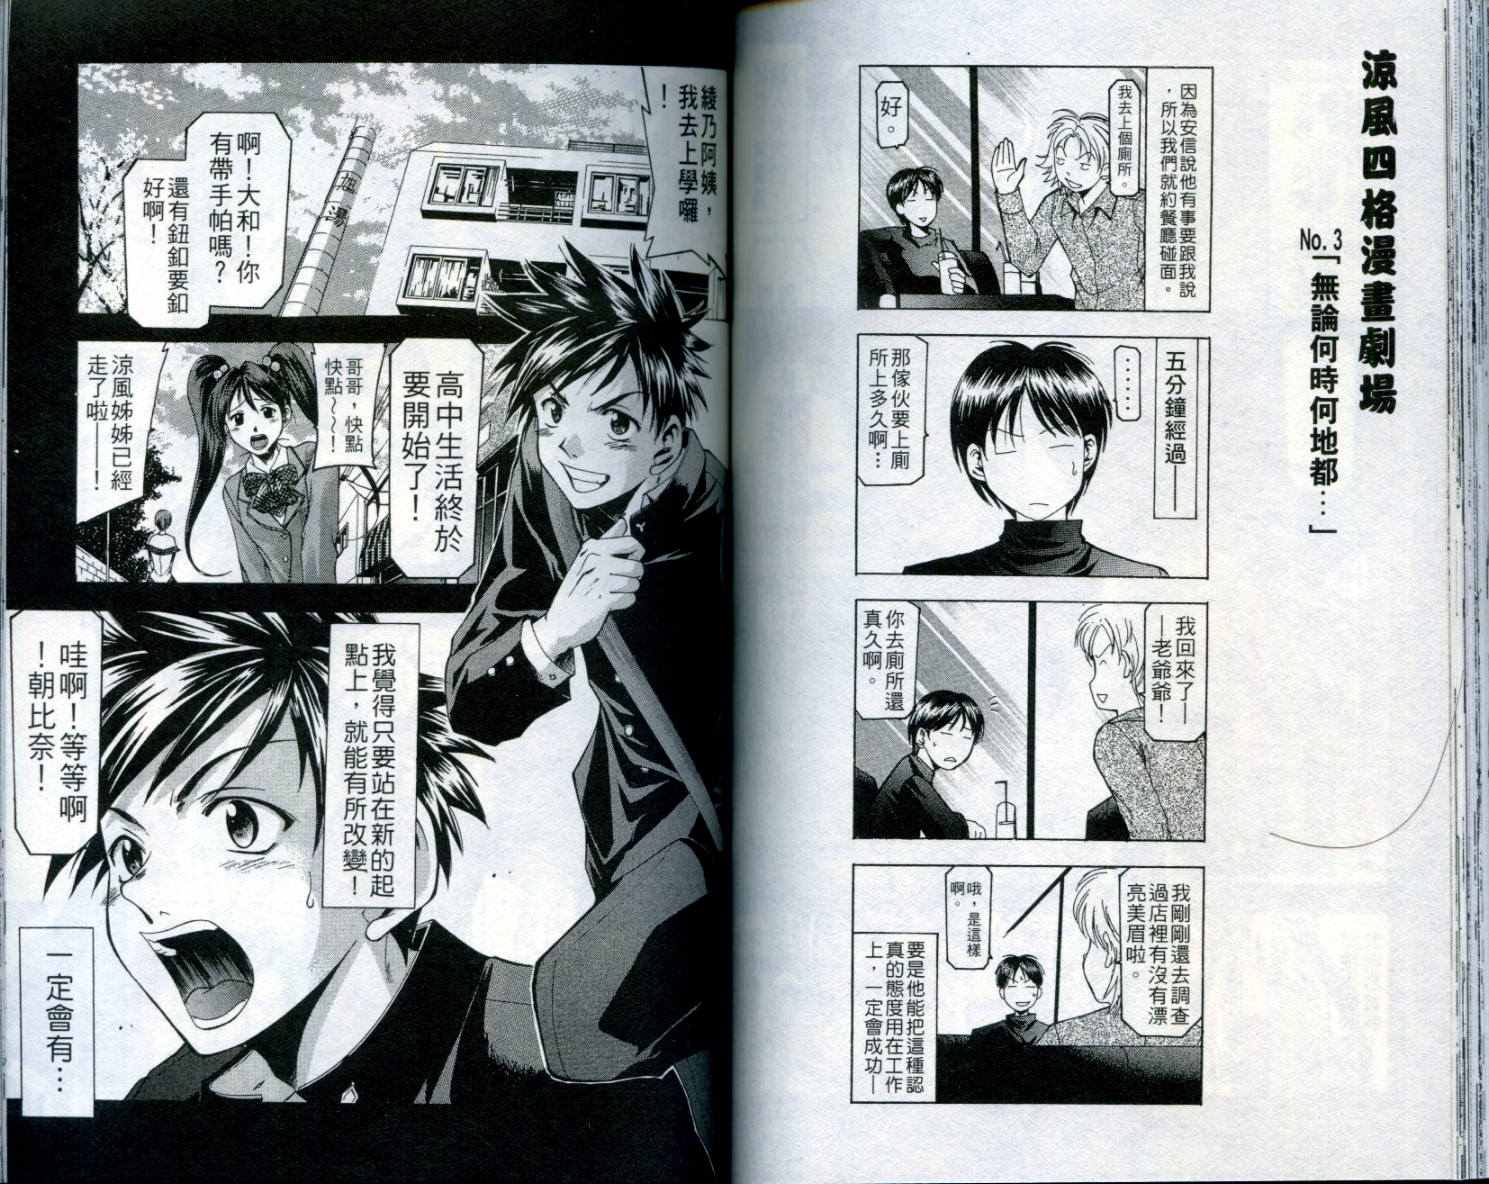 涼風四格漫畫劇場
No.3「無論何時何地都…」
因為安信說他有事要跟我說
，所以我們就約餐廳碰面。
我去上個廁所。
好。
五分鐘經過——
……
那傢伙要上廁
所上多久啊…
我回來了—
—老爺爺！
你去廁所還
真久啊。
我剛剛還去調查
過店裡有沒有漂
亮美眉啦。
哦，是這樣
啊。
要是他能把這種認
真的態度用在工作
上，一定會成功—
綾乃阿姨，
我去上學囉
！
湯
啊！大和！你
有帶手帕嗎？
還有鈕釦要釦
好啊！
高中生活終於
要開始了！
哥哥，快點
快點～～！
涼風姊姊已經
走了啦——！
我覺得只要站在新的起
點上，就能有所改變！
哇啊！等等啊
！朝比奈！
一定會有…